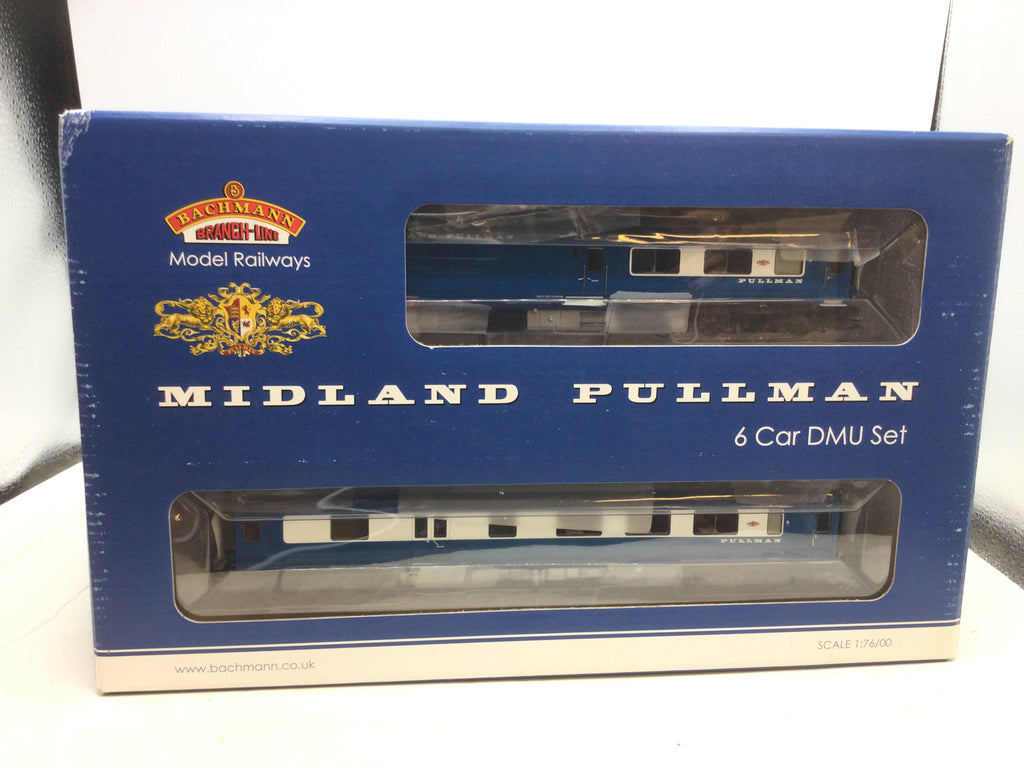 BACHMANN
BRANCH-LINE
Model Railways
PULLMAN
MIDLAND PULLMAN
6 Car DMU Set
PULLMAN
www.bachmann.co.uk
SCALE 1:76/00